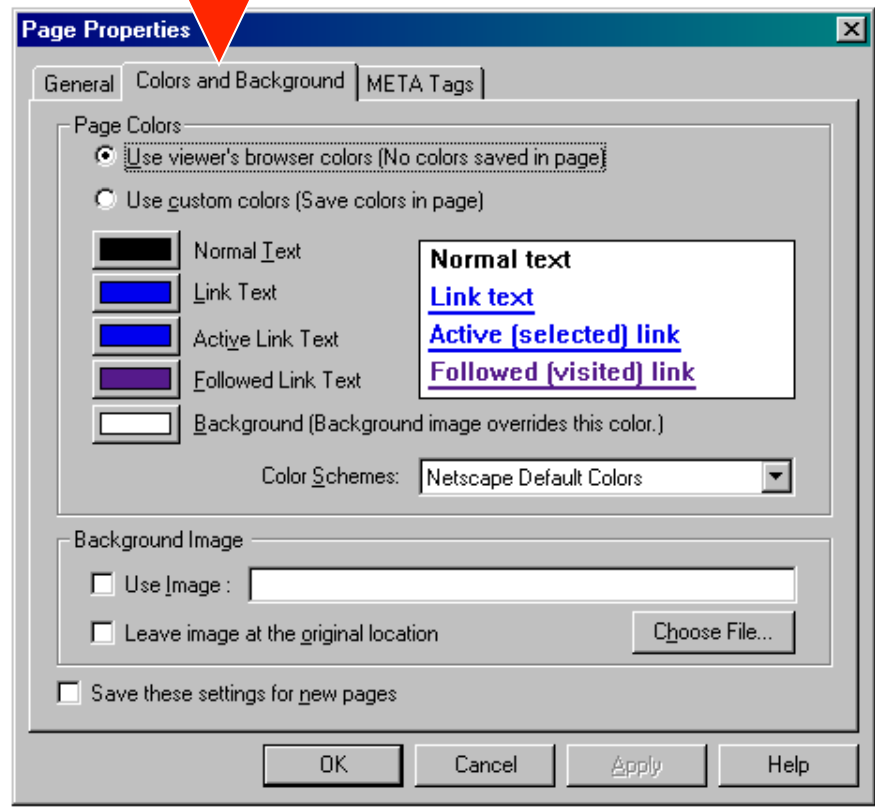 Page Properties
General Colors and Background META Tags
Page Colors
Use viewer's browser colors (No colors saved in page)
Use custom colors (Save colors in page)
Normal Text
Link Text
Active Link Text
Followed Link Text
Normal text
Link text
Active (selected) link
Followed (visited) link
Background (Background image overrides this color.)
Color Schemes: Netscape Default Colors
Background Image
Use Image :
Leave image at the original location Choose File...
Save these settings for new pages
OK Cancel Apply Help